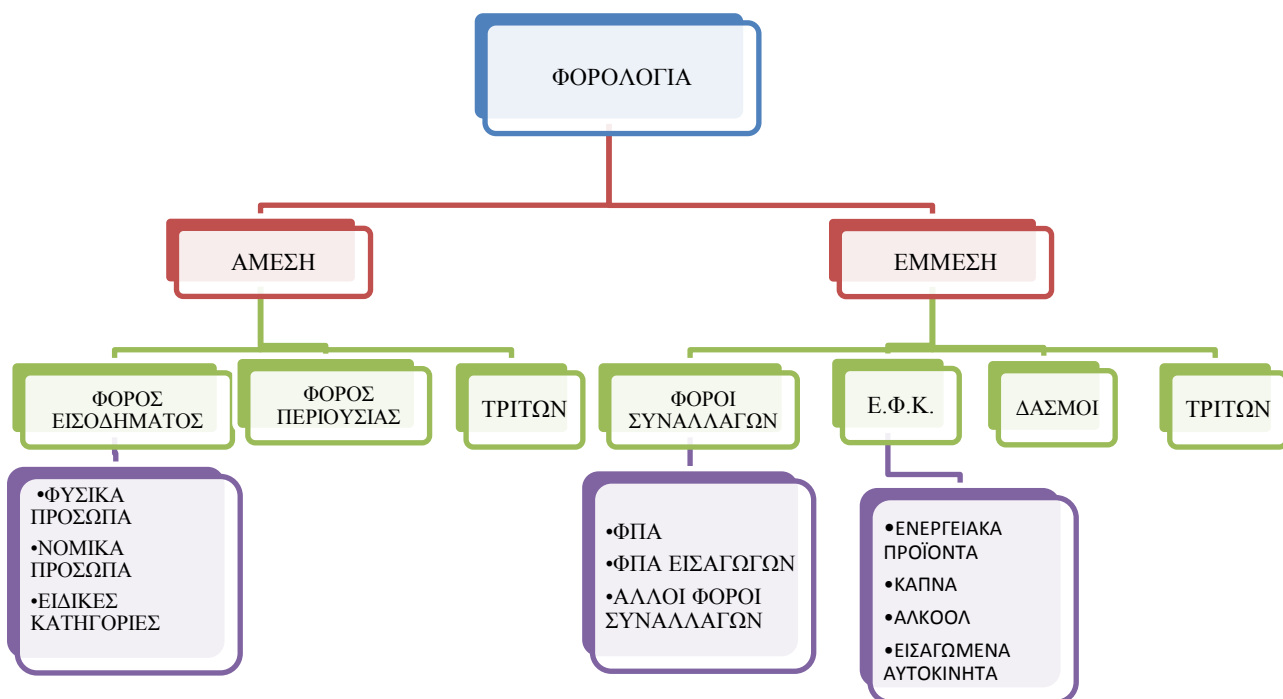 ΦΟΡΟΛΟΓΙΑ
ΑΜΕΣΗ
ΕΜΜΕΣΗ
ΦΟΡΟΣ
ΕΙΣΟΔΗΜΑΤΟΣ
ΦΟΡΟΣ
ΠΕΡΙΟΥΣΙΑΣ
ΤΡΙΤΩΝ
ΦΟΡΟΙ
ΣΥΝΑΛΛΑΓΩΝ
Ε.Φ.Κ.
ΔΑΣΜΟΙ
ΤΡΙΤΩΝ
•ΦΥΣΙΚΑ
ΠΡΟΣΩΠΑ
•ΝΟΜΙΚΑ
ΠΡΟΣΩΠΑ
•ΕΙΔΙΚΕΣ
ΚΑΤΗΓΟΡΙΕΣ
•ΦΠΑ
•ΦΠΑ ΕΙΣΑΓΩΓΩΝ
•ΑΛΛΟΙ ΦΟΡΟΙ
ΣΥΝΑΛΛΑΓΩΝ
•ΕΝΕΡΓΕΙΑΚΑ
ΠΡΟΪΟΝΤΑ
•ΚΑΠΝΑ
•ΑΛΚΟΟΛ
•ΕΙΣΑΓΩΜΕΝΑ
ΑΥΤΟΚΙΝΗΤΑ